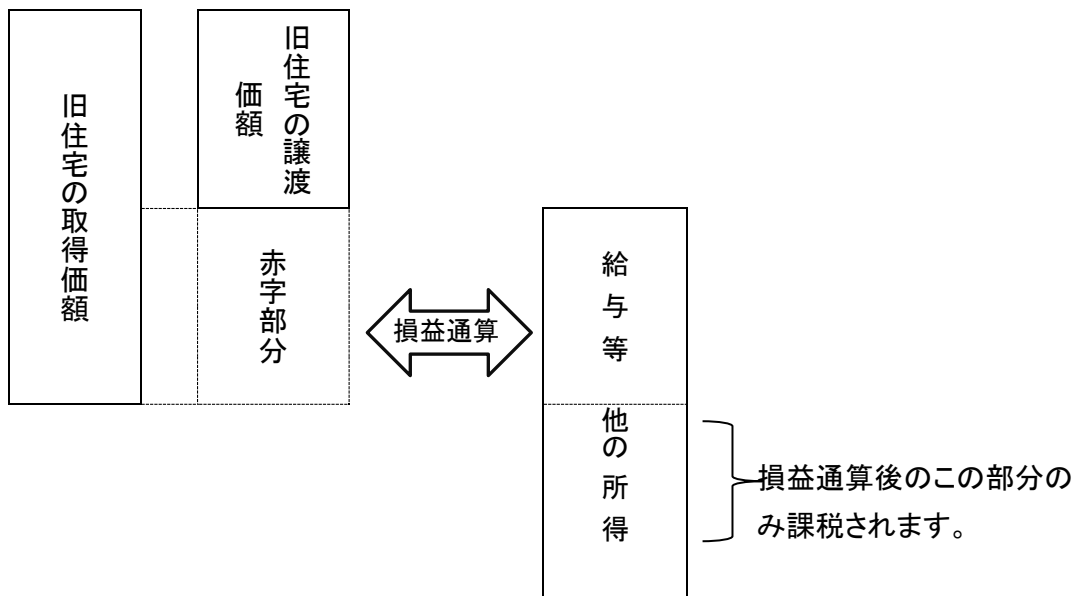 旧住宅の取得価額
旧住宅の譲渡
価額
赤字部分
損益通算
給与等
他の所得
損益通算後のこの部分の
み課税されます。